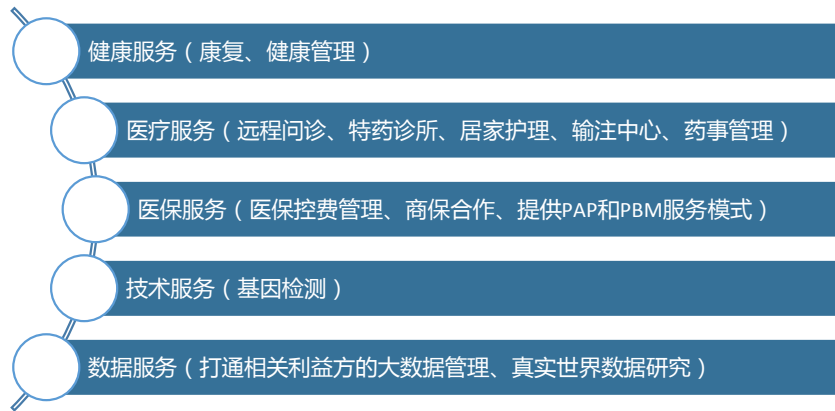 健康服务（康复、健康管理）
医疗服务（远程问诊、特药诊所、居家护理、输注中心、药事管理）
医保服务（医保控费管理、商保合作、提供PAP和PBM服务模式）
技术服务（基因检测）
数据服务（打通相关利益方的大数据管理、真实世界数据研究）